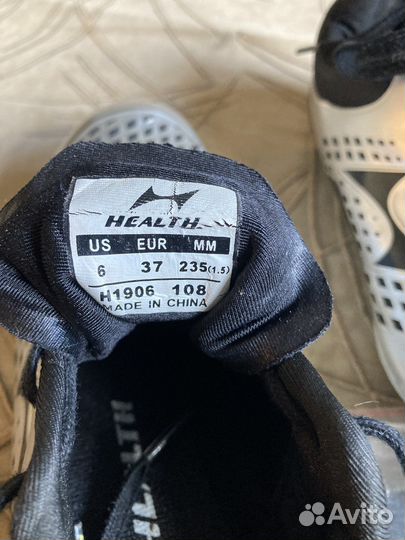 HEALTH
US EUR MM
6 37 235(1.5)
H1906 108
MADE IN CHINA
HEALTH
Avito